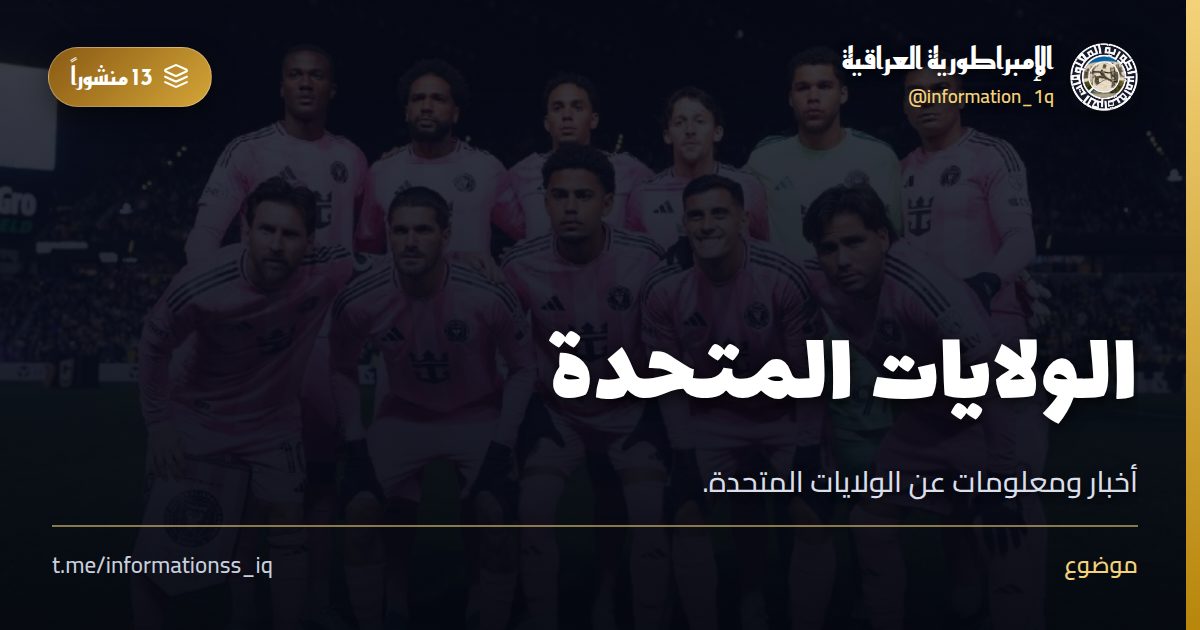 الإمبراطورية العراقية
@information_1q
13 منشوراً
الولايات المتحدة
أخبار ومعلومات عن الولايات المتحدة.
موضوع
t.me/informationss_iq